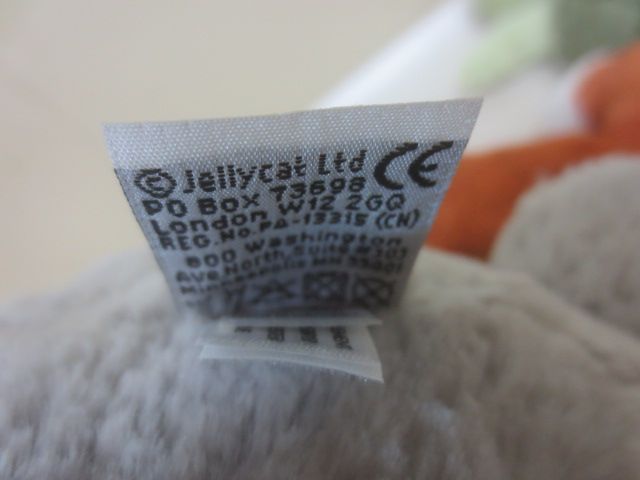 © Jellycat Ltd CE
PO Box 73698
London W12 2GQ
REG.No.PA-13315 (CN)
800 Washington
Ave.North,Suite